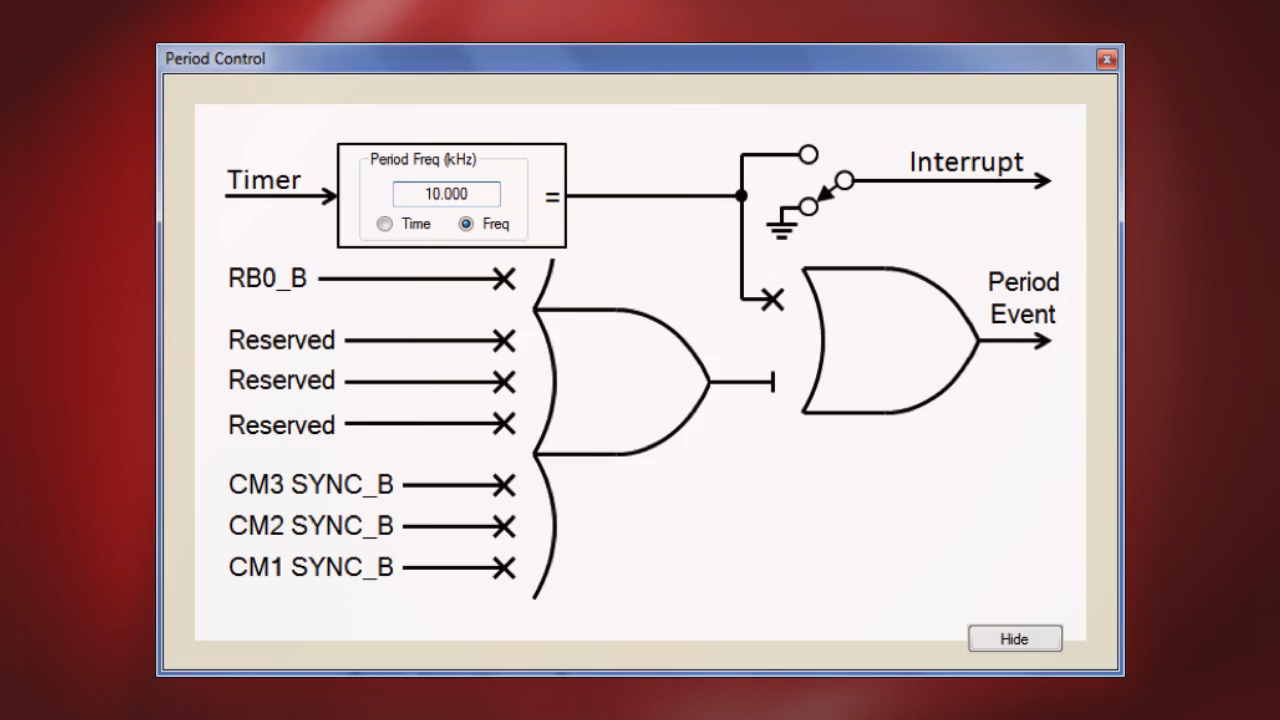 Period Control
Timer
Period Freq (kHz)
10.000
Time
Freq
=
Interrupt
RB0_B
Reserved
Reserved
Reserved
CM3 SYNC_B
CM2 SYNC_B
CM1 SYNC_B
Period
Event
Hide